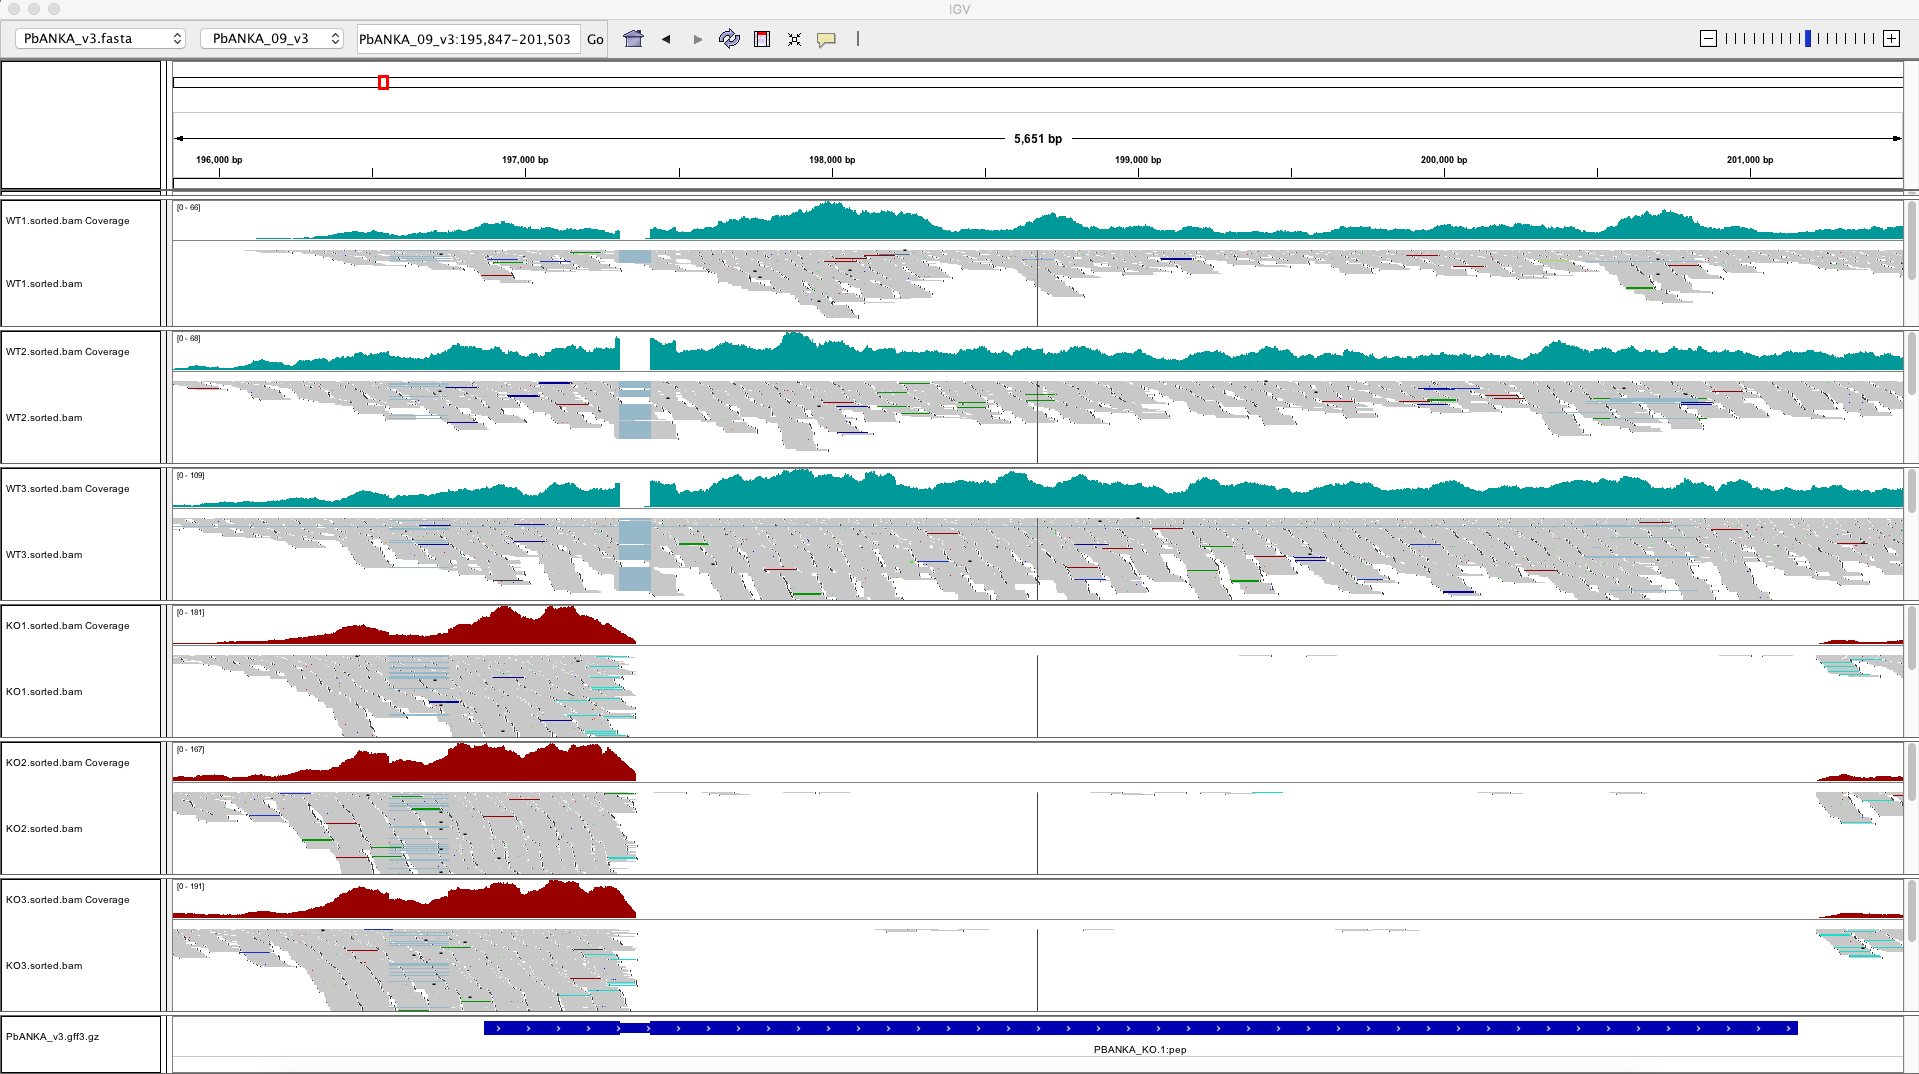 IGV
PbANKA_v3.fasta PbANKA_09_v3 PbANKA_09_v3:195,847-201,503 Go
5,651 bp
196,000 bp 197,000 bp 198,000 bp 199,000 bp 200,000 bp 201,000 bp
WT1.sorted.bam Coverage [0 - 66]
WT1.sorted.bam
WT2.sorted.bam Coverage [0 - 68]
WT2.sorted.bam
WT3.sorted.bam Coverage [0 - 109]
WT3.sorted.bam
KO1.sorted.bam Coverage [0 - 181]
KO1.sorted.bam
KO2.sorted.bam Coverage [0 - 167]
KO2.sorted.bam
KO3.sorted.bam Coverage [0 - 191]
KO3.sorted.bam
PbANKA_v3.gff3.gz
PBANKA_KO.1:pep